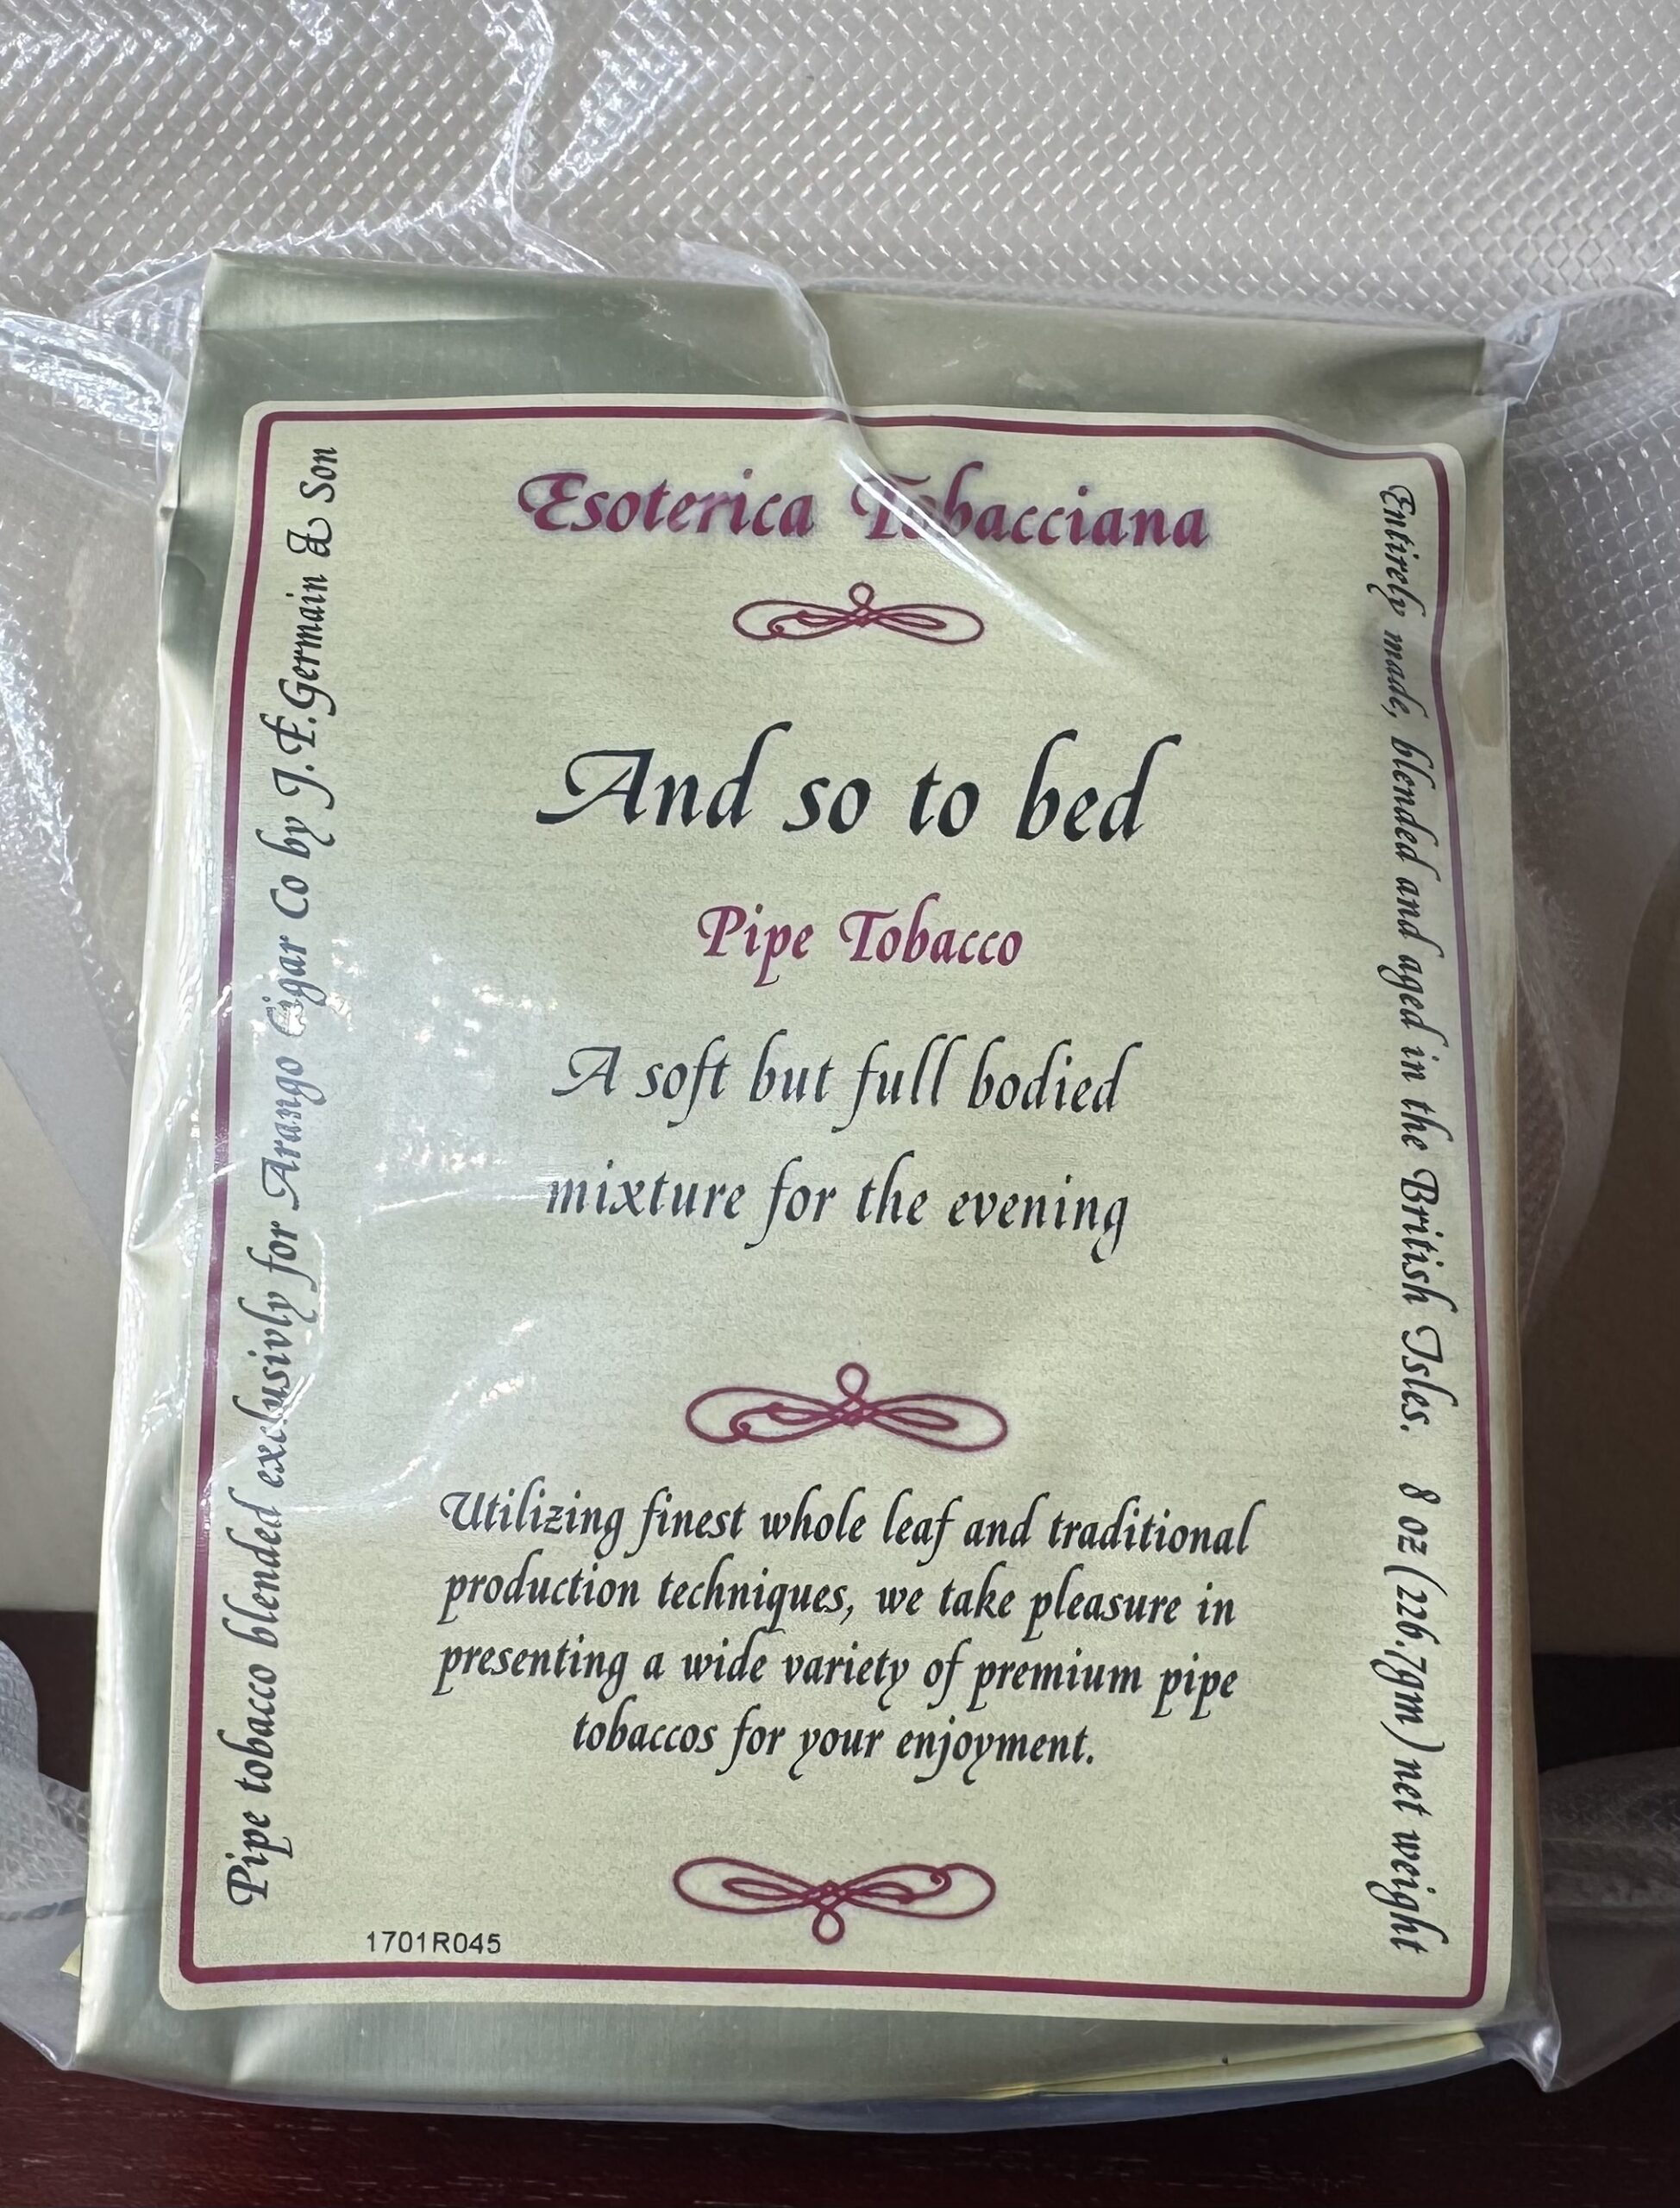 Esoterica Tobacciana
And so to bed
Pipe Tobacco
A soft but full bodied
mixture for the evening
Utilizing finest whole leaf and traditional
production techniques, we take pleasure in
presenting a wide variety of premium pipe
tobaccos for your enjoyment.
1701R045
Pipe tobacco blended exclusivly for Arango Cigar Co by J.F.Germain & Son
Entirely made, blended and aged in the British Isles. 8 oz (226.7gm) net weight